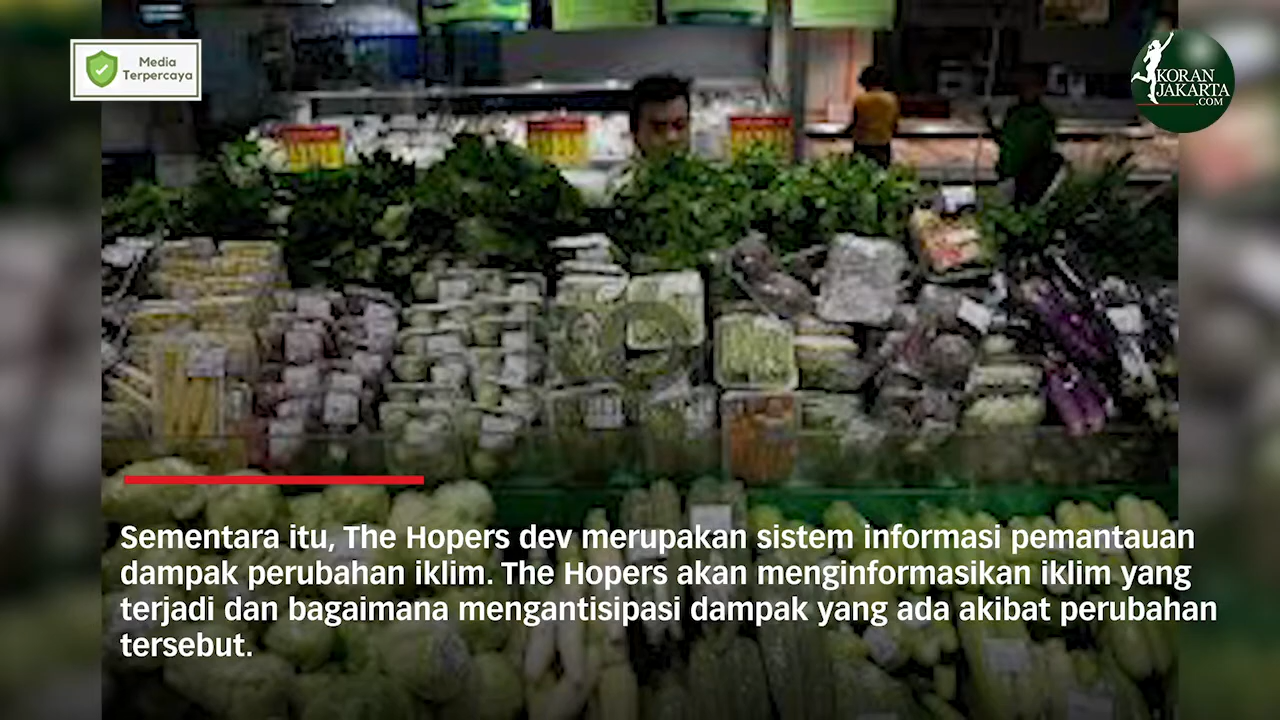 Media
Terpercaya
KORAN
JAKARTA
.COM
Sementara itu, The Hopers dev merupakan sistem informasi pemantauan
dampak perubahan iklim. The Hopers akan menginformasikan iklim yang
terjadi dan bagaimana mengantisipasi dampak yang ada akibat perubahan
tersebut.